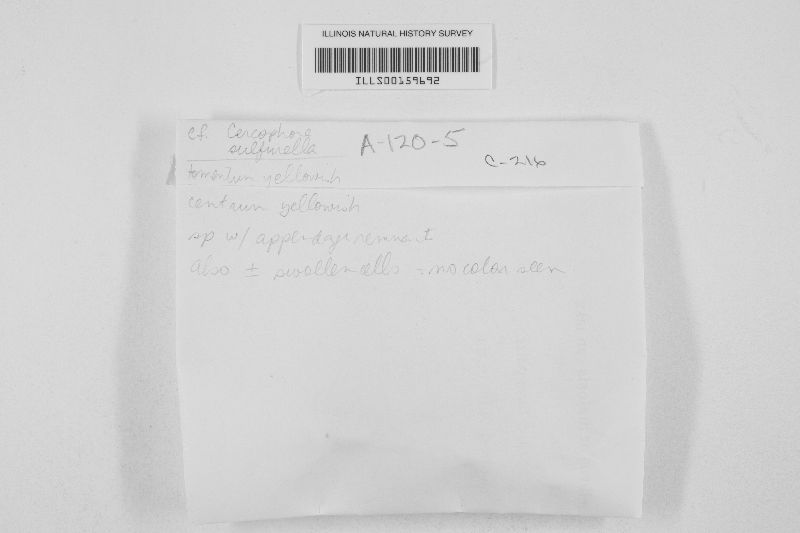 ILLINOIS NATURAL HISTORY SURVEY
ILLS00159692
cf. Cercophora
sulfurella
A-120-5
C-216
tomentum yellowish
centrum yellowish
sp w/ appendage remnant
also ± swollen cells - no color seen